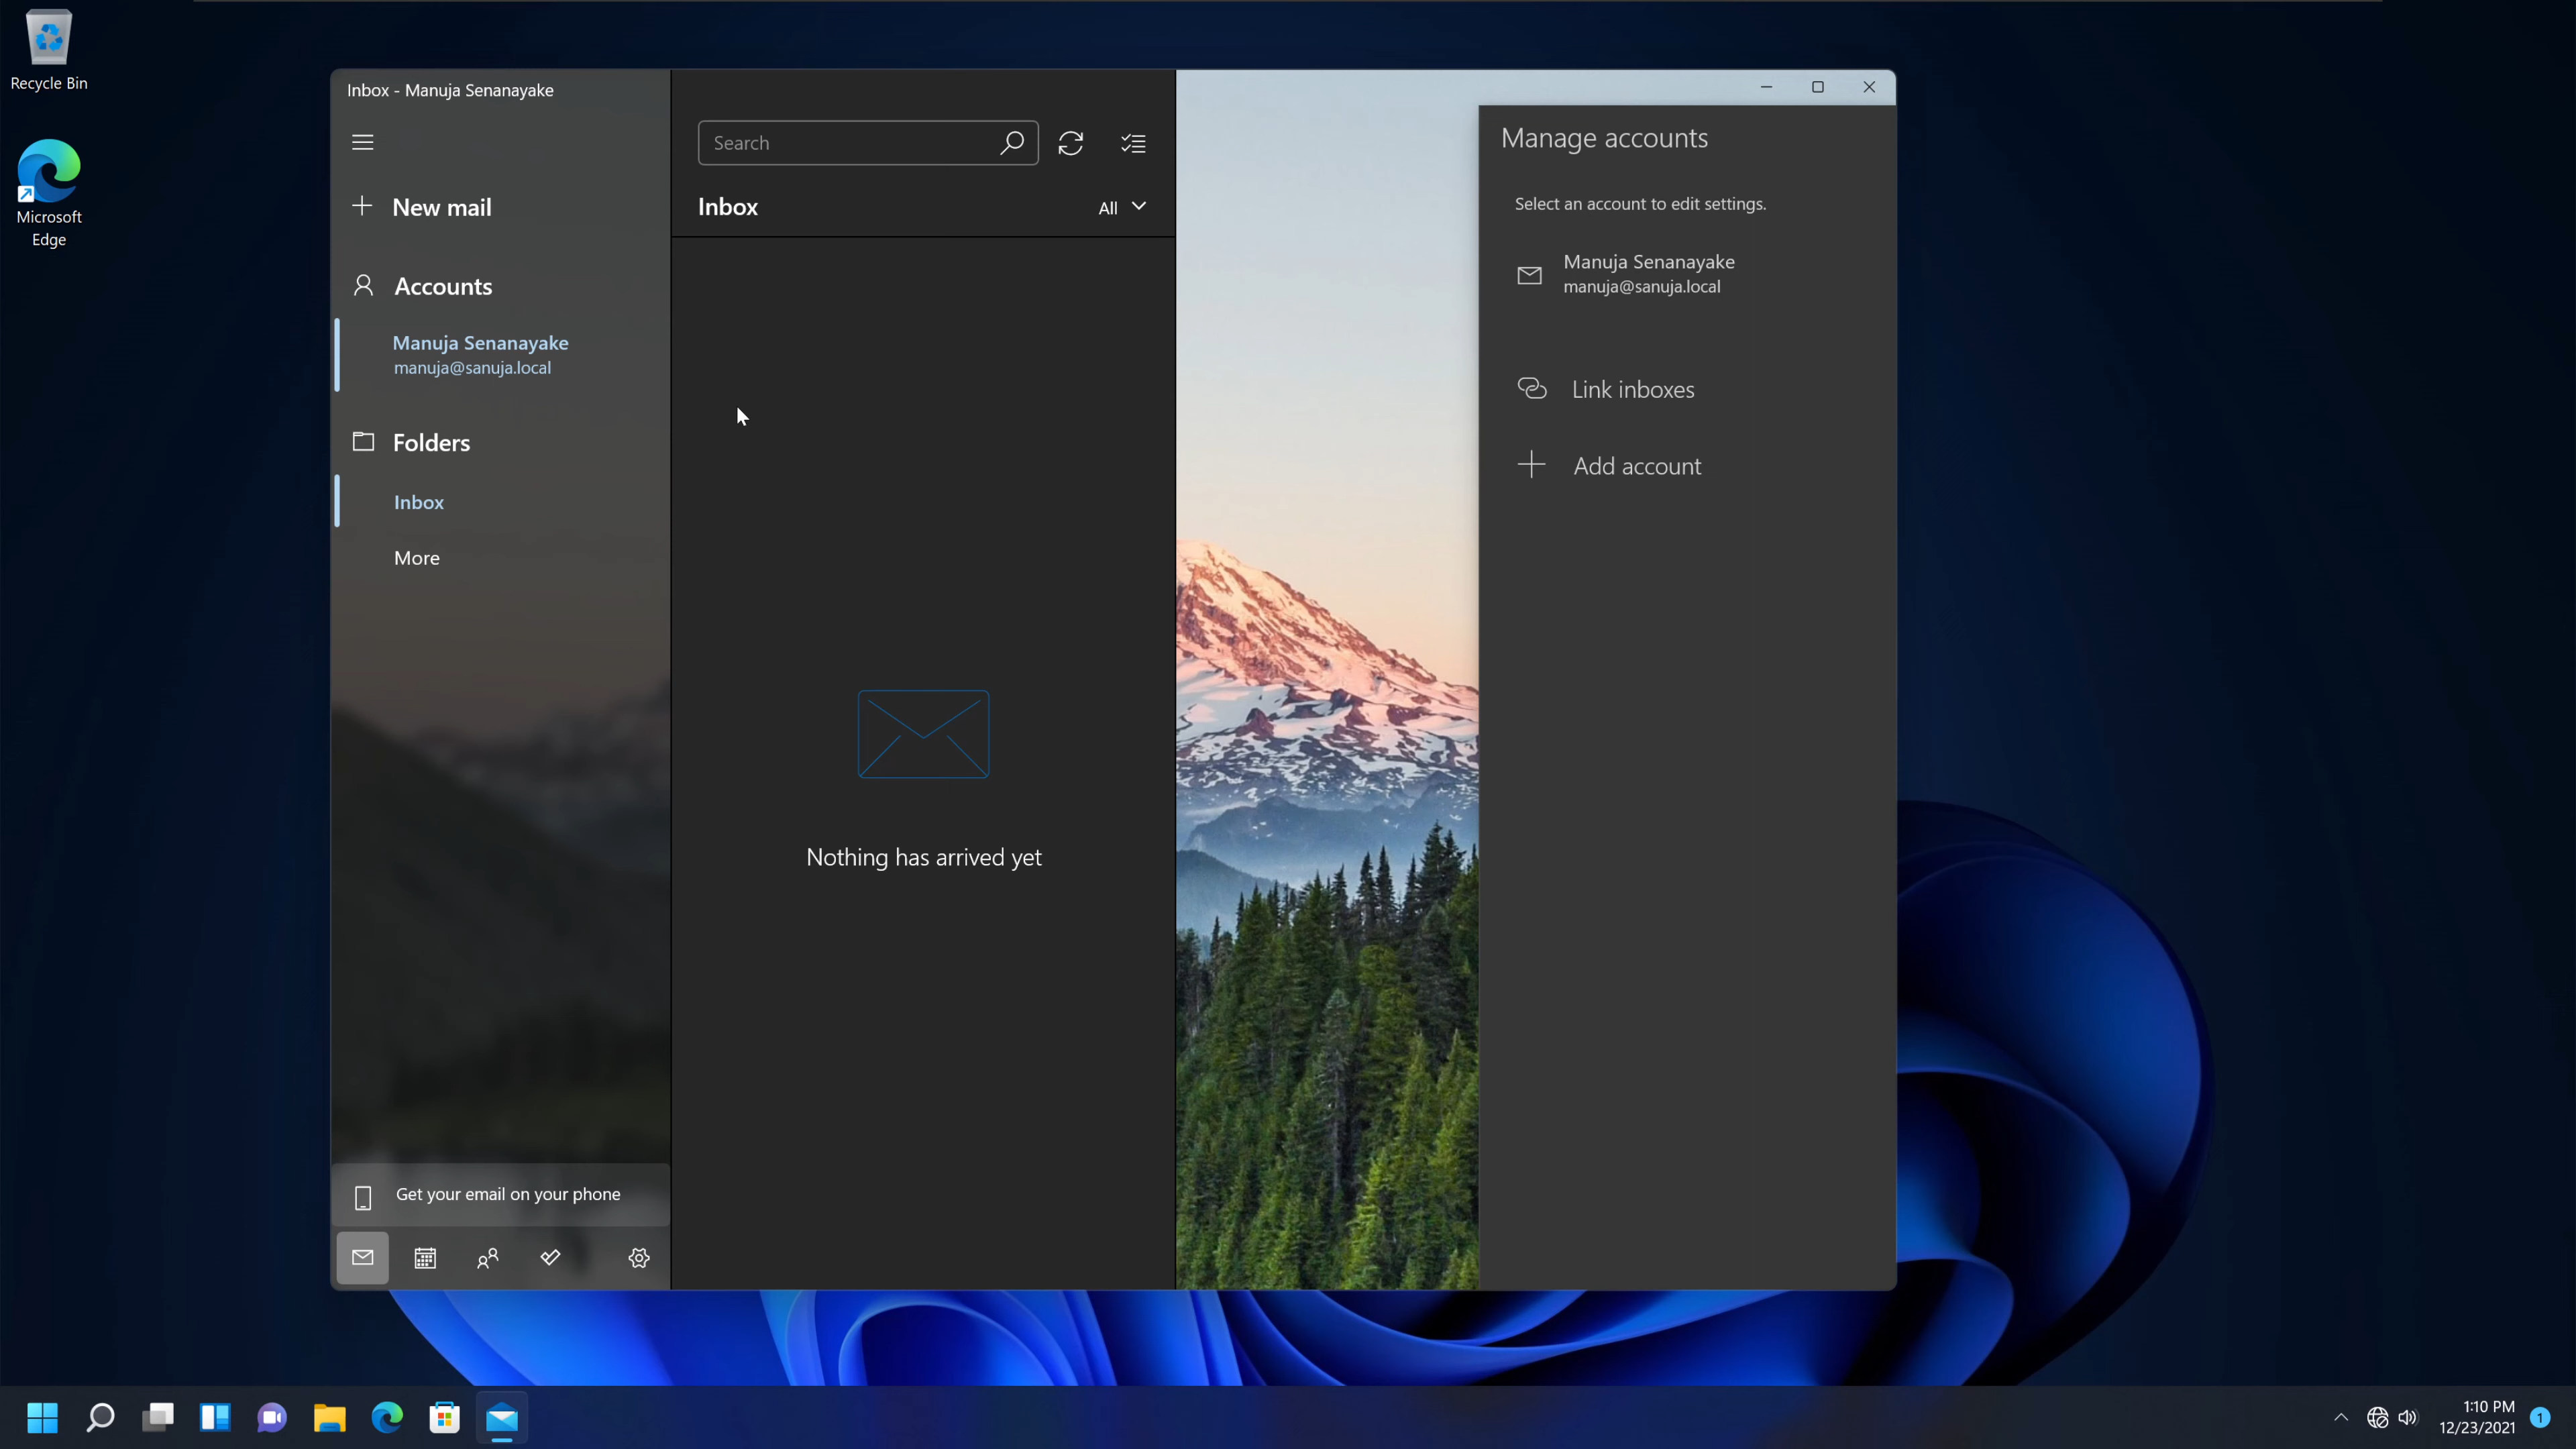 Recycle Bin
Microsoft
Edge
Inbox - Manuja Senanayake
New mail
Accounts
Manuja Senanayake
manuja@sanuja.local
Folders
Inbox
More
Get your email on your phone
Search
Inbox
All
Nothing has arrived yet
Manage accounts
Select an account to edit settings.
Manuja Senanayake
manuja@sanuja.local
Link inboxes
Add account
1:10 PM
12/23/2021
1